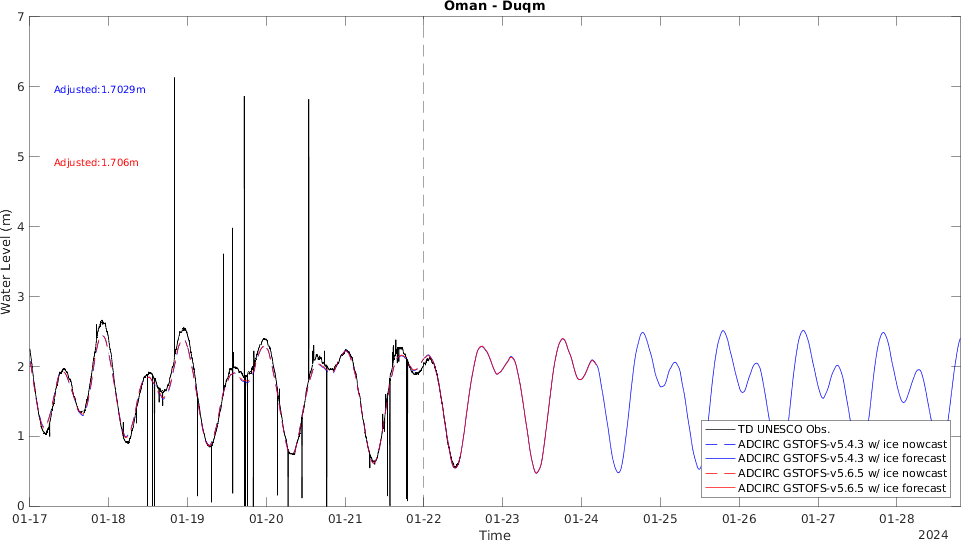 Oman - Duqm
7
6
5
4
3
2
1
0
Water Level (m)
Adjusted:1.7029m
Adjusted:1.706m
TD UNESCO Obs.
ADCIRC GSTOFS-v5.4.3 w/ ice nowcast
ADCIRC GSTOFS-v5.4.3 w/ ice forecast
ADCIRC GSTOFS-v5.6.5 w/ ice nowcast
ADCIRC GSTOFS-v5.6.5 w/ ice forecast
01-17 01-18 01-19 01-20 01-21 01-22 01-23 01-24 01-25 01-26 01-27 01-28
Time
2024